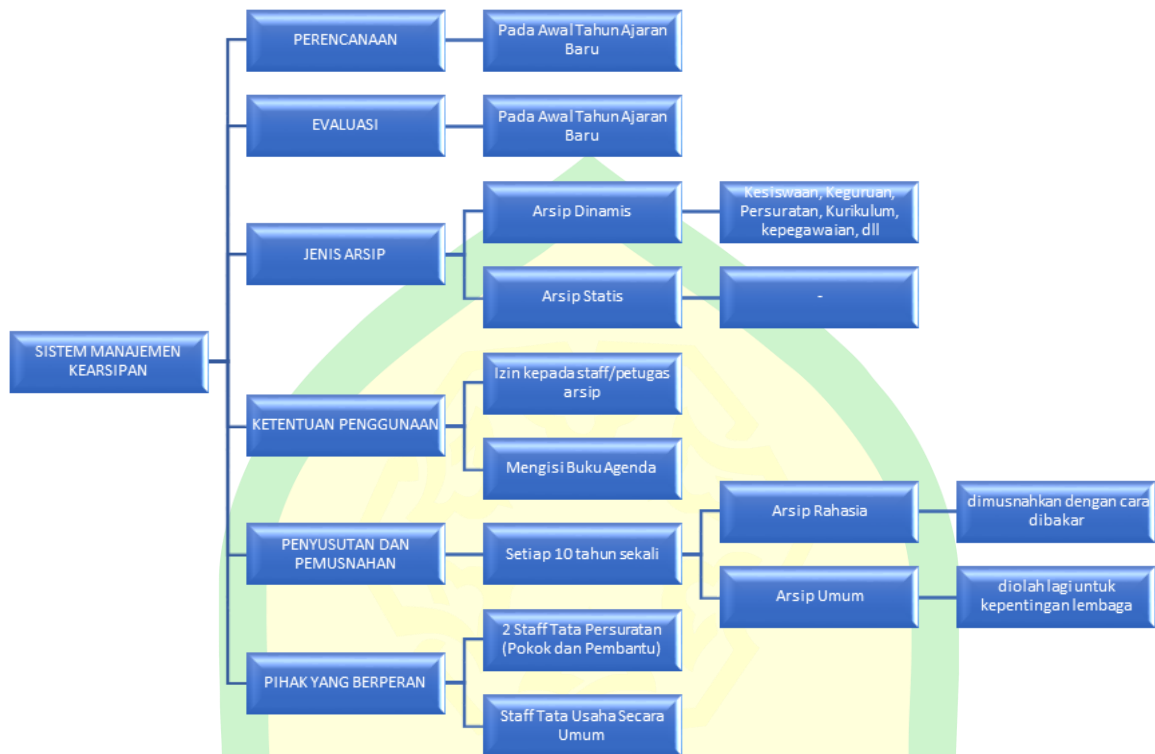 PERENCANAAN
Pada Awal Tahun Ajaran
Baru
EVALUASI
Pada Awal Tahun Ajaran
Baru
JENIS ARSIP
Arsip Dinamis
Kesiswaan, Keguruan,
Persuratan, Kurikulum,
kepegawaian, dll
Arsip Statis
-
SISTEM MANAJEMEN
KEARSIPAN
KETENTUAN PENGGUNAAN
Izin kepada staff/petugas
arsip
Mengisi Buku Agenda
PENYUSUTAN DAN
PEMUSNAHAN
Setiap 10 tahun sekali
Arsip Rahasia
dimusnahkan dengan cara
dibakar
Arsip Umum
diolah lagi untuk
kepentingan lembaga
PIHAK YANG BERPERAN
2 Staff Tata Persuratan
(Pokok dan Pembantu)
Staff Tata Usaha Secara
Umum